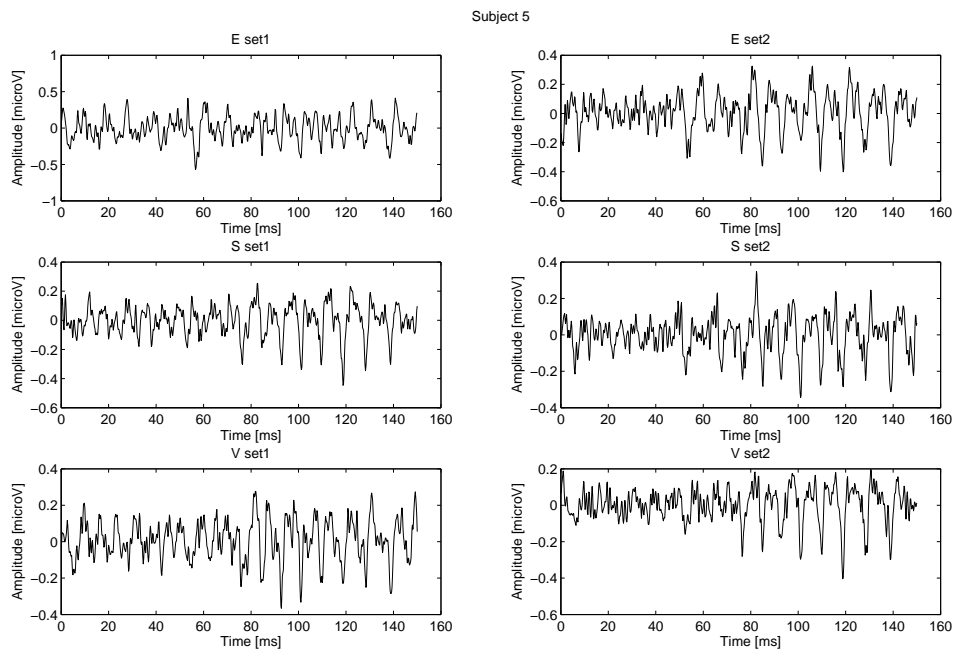 Subject 5
E set1
1
0.5
0
−0.5
−1
Amplitude [microV]
0 20 40 60 80 100 120 140 160
Time [ms]
E set2
0.4
0.2
0
−0.2
−0.4
−0.6
Amplitude [microV]
0 20 40 60 80 100 120 140 160
Time [ms]
S set1
0.4
0.2
0
−0.2
−0.4
−0.6
Amplitude [microV]
0 20 40 60 80 100 120 140 160
Time [ms]
S set2
0.4
0.2
0
−0.2
−0.4
Amplitude [microV]
0 20 40 60 80 100 120 140 160
Time [ms]
V set1
0.4
0.2
0
−0.2
−0.4
Amplitude [microV]
0 20 40 60 80 100 120 140 160
Time [ms]
V set2
0.2
0
−0.2
−0.4
−0.6
Amplitude [microV]
0 20 40 60 80 100 120 140 160
Time [ms]